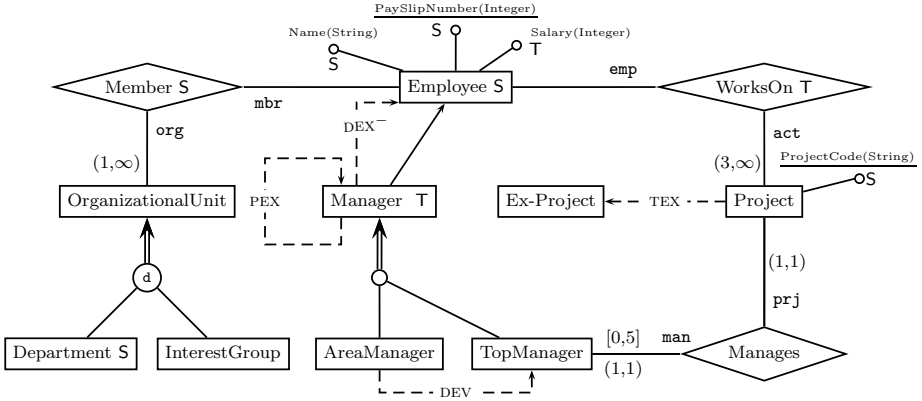 PaySlipNumber(Integer)
Name(String) S Salary(Integer)
S T
Member S mbr Employee S emp WorksOn T
org DEX⁻ act
(1,∞) (3,∞) ProjectCode(String)
S
OrganizationalUnit PEX Manager T Ex-Project TEX Project
(1,1)
d prj
Department S InterestGroup AreaManager TopManager [0,5] man Manages
(1,1)
DEV